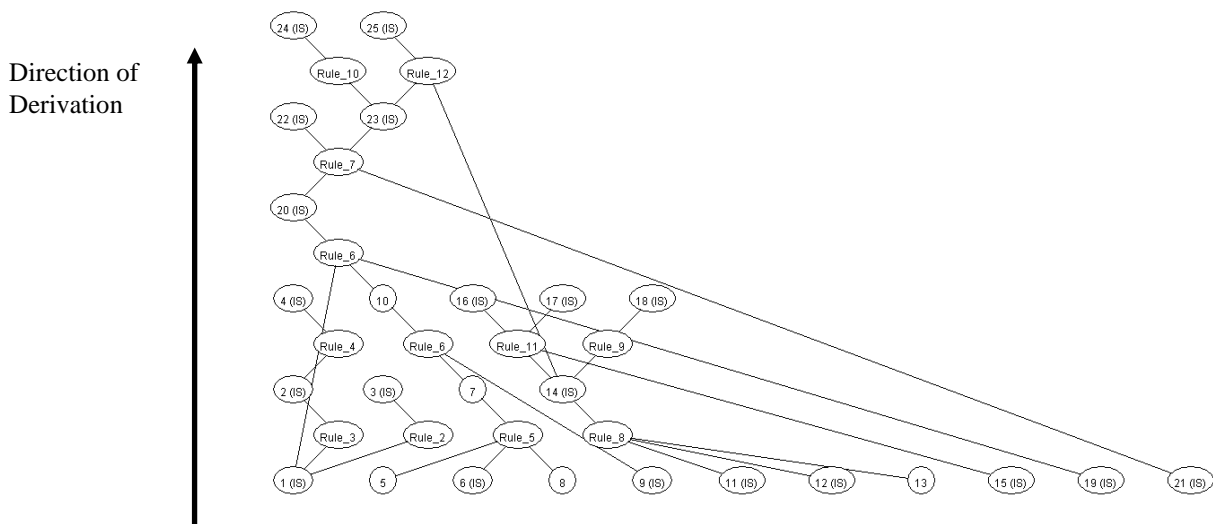 24 (IS)
25 (IS)
Direction of
Derivation
Rule_10
Rule_12
22 (IS)
23 (IS)
Rule_7
20 (IS)
Rule_6
4 (IS)
10
16 (IS)
17 (IS)
18 (IS)
Rule_4
Rule_6
Rule_11
Rule_9
2 (IS)
3 (IS)
7
14 (IS)
Rule_3
Rule_2
Rule_5
Rule_8
1 (IS)
5
6 (IS)
8
9 (IS)
11 (IS)
12 (IS)
13
15 (IS)
19 (IS)
21 (IS)